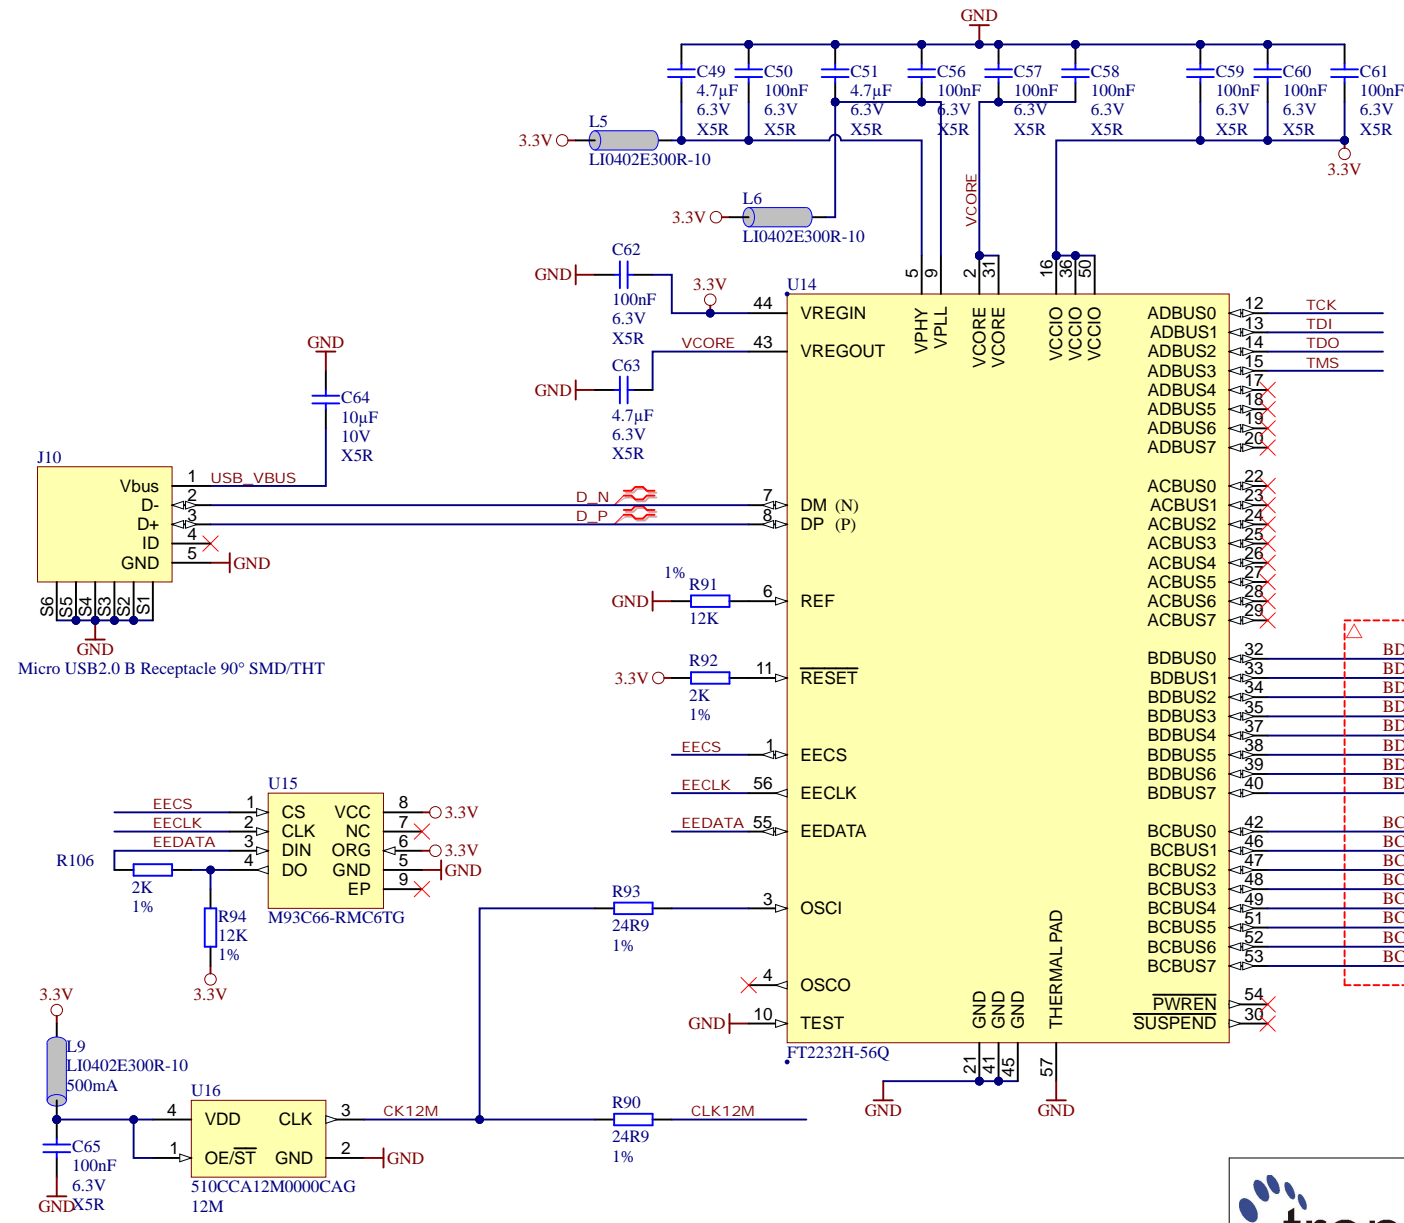 GND
C49
4.7µF
6.3V
X5R
C50
100nF
6.3V
X5R
C51
4.7µF
6.3V
X5R
C56
100nF
6.3V
X5R
C57
100nF
6.3V
X5R
C58
100nF
6.3V
X5R
C59
100nF
6.3V
X5R
C60
100nF
6.3V
X5R
C61
100nF
6.3V
X5R
3.3V
L5
3.3V
LI0402E300R-10
L6
3.3V
LI0402E300R-10
VCORE
C62
GND
100nF
6.3V
X5R
3.3V
VCORE
C63
GND
4.7µF
6.3V
X5R
GND
C64
10µF
10V
X5R
J10
Vbus 1 USB_VBUS
D- 2 D_N
D+ 3 D_P
ID 4
GND 5 GND
S6 S5 S4 S3 S2 S1
GND
Micro USB2.0 B Receptacle 90° SMD/THT
1%
R91
GND
12K
R92
3.3V
2K
1%
EECS
EECLK
EEDATA
U14
5 VPHY
9 VPLL
2 VCORE
31 VCORE
16 VCCIO
36 VCCIO
50 VCCIO
44 VREGIN
43 VREGOUT
7 DM (N)
8 DP (P)
6 REF
11 RESET
1 EECS
56 EECLK
55 EEDATA
3 OSCI
4 OSCO
GND 10 TEST
ADBUS0 12 TCK
ADBUS1 13 TDI
ADBUS2 14 TDO
ADBUS3 15 TMS
ADBUS4 17
ADBUS5 18
ADBUS6 19
ADBUS7 20
ACBUS0 22
ACBUS1 23
ACBUS2 24
ACBUS3 25
ACBUS4 26
ACBUS5 27
ACBUS6 28
ACBUS7 29
BDBUS0 32 BD
BDBUS1 33 BD
BDBUS2 34 BD
BDBUS3 35 BD
BDBUS4 37 BD
BDBUS5 38 BD
BDBUS6 39 BD
BDBUS7 40 BD
BCBUS0 42 BC
BCBUS1 46 BC
BCBUS2 47 BC
BCBUS3 48 BC
BCBUS4 49 BC
BCBUS5 51 BC
BCBUS6 52 BC
BCBUS7 53 BC
PWREN 54
SUSPEND 30
GND 21
GND 41
GND 45
THERMAL PAD 57
FT2232H-56Q
GND
GND
U15
EECS 1 CS
EECLK 2 CLK
EEDATA 3 DIN
4 DO
VCC 8 3.3V
NC 7
ORG 6 3.3V
GND 5 GND
EP 9
M93C66-RMC6TG
R106
2K
1%
R94
12K
1%
3.3V
R93
24R9
1%
3.3V
L9
LI0402E300R-10
500mA
U16
4 VDD
CLK 3 CK12M
1 OE/ST
GND 2 GND
510CCA12M0000CAG
12M
C65
100nF
6.3V
X5R
GND
R90
24R9
1%
CLK12M